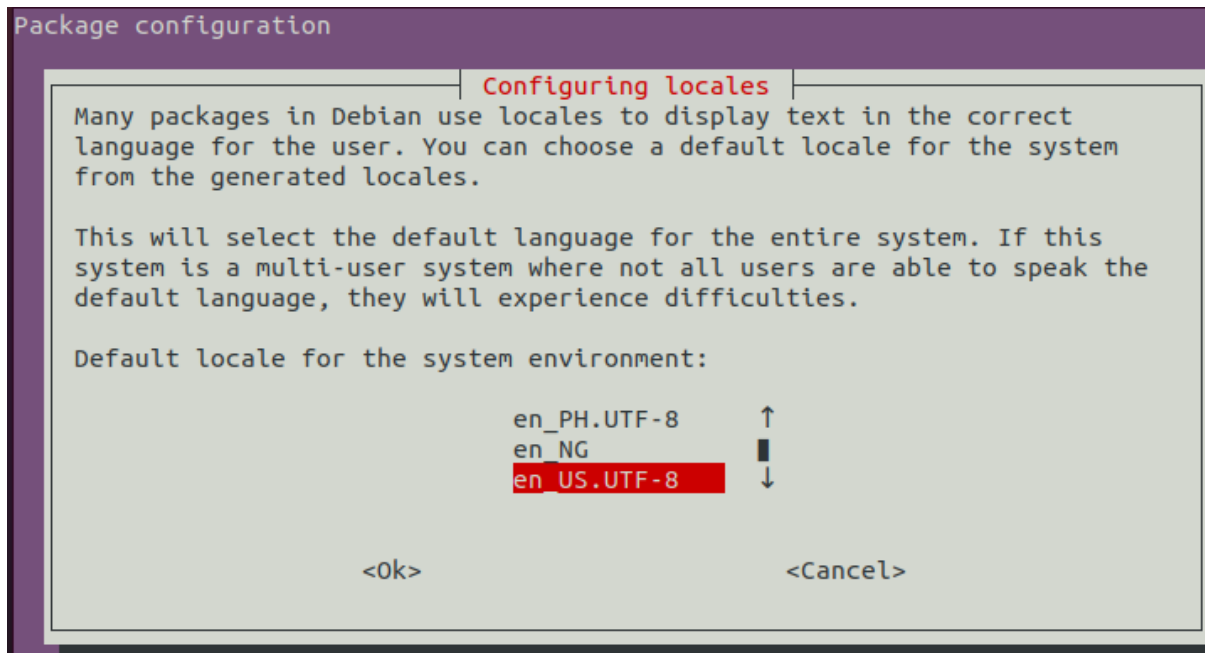 Package configuration
Configuring locales
Many packages in Debian use locales to display text in the correct
language for the user. You can choose a default locale for the system
from the generated locales.
This will select the default language for the entire system. If this
system is a multi-user system where not all users are able to speak the
default language, they will experience difficulties.
Default locale for the system environment:
en_PH.UTF-8 ↑
en_NG
en_US.UTF-8 ↓
<Ok> <Cancel>